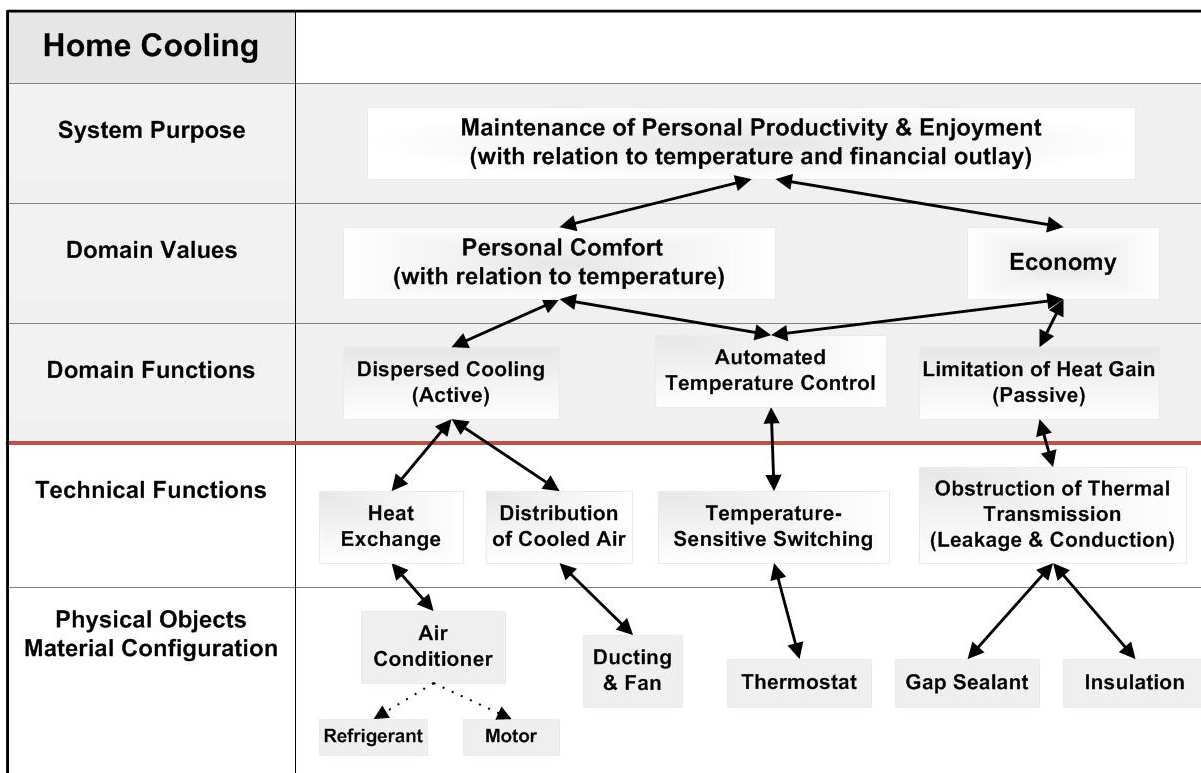 Home Cooling
System Purpose
Maintenance of Personal Productivity & Enjoyment
(with relation to temperature and financial outlay)
Domain Values
Personal Comfort
(with relation to temperature)
Economy
Domain Functions
Dispersed Cooling
(Active)
Automated
Temperature Control
Limitation of Heat Gain
(Passive)
Technical Functions
Heat
Exchange
Distribution
of Cooled Air
Temperature-
Sensitive Switching
Obstruction of Thermal
Transmission
(Leakage & Conduction)
Physical Objects
Material Configuration
Air
Conditioner
Ducting
& Fan
Thermostat
Gap Sealant
Insulation
Refrigerant
Motor